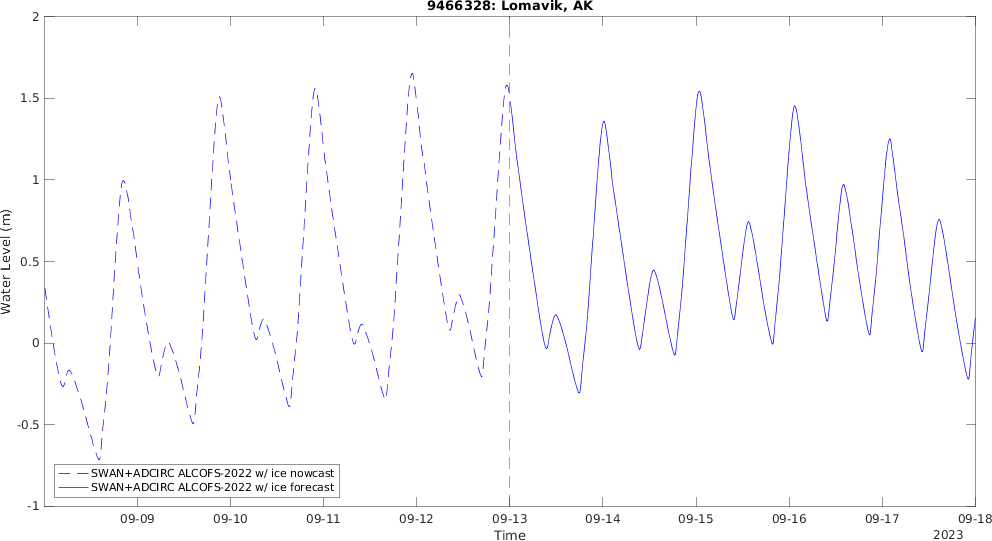 9466328: Lomavik, AK
2
1.5
1
0.5
0
-0.5
-1
Water Level (m)
SWAN+ADCIRC ALCOFS-2022 w/ ice nowcast
SWAN+ADCIRC ALCOFS-2022 w/ ice forecast
09-09 09-10 09-11 09-12 09-13 09-14 09-15 09-16 09-17 09-18
Time
2023